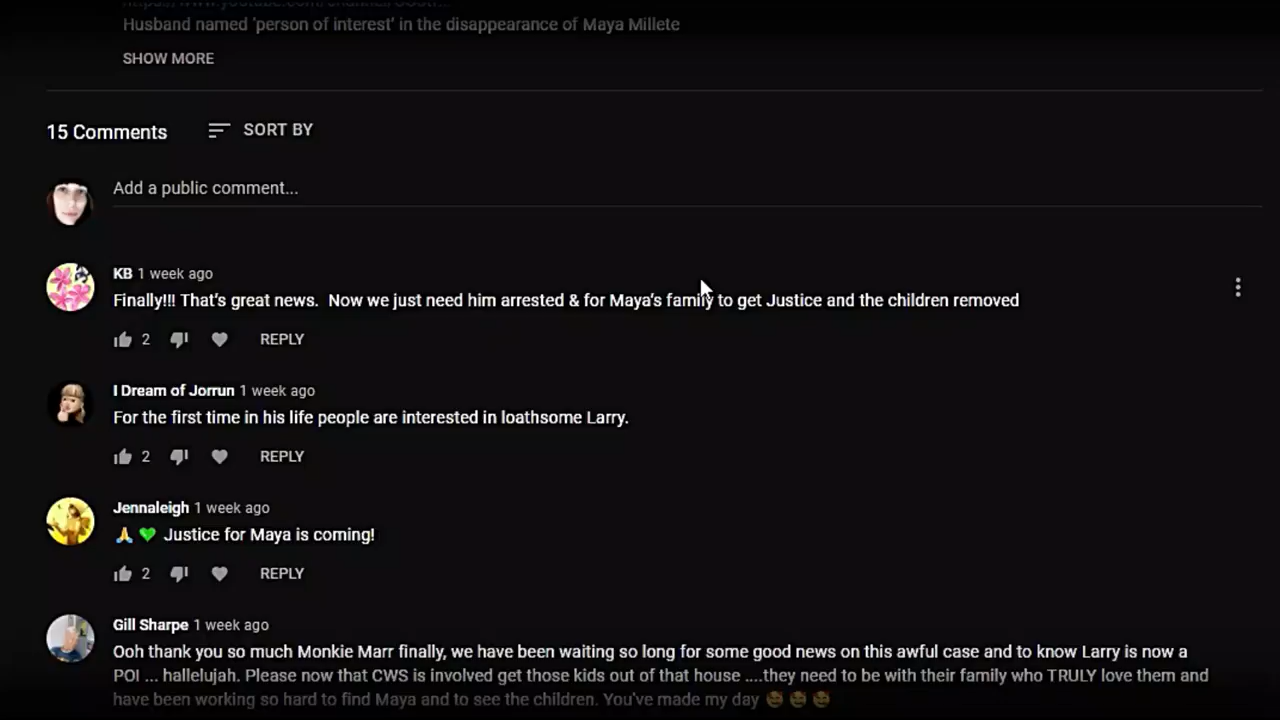 Husband named 'person of interest' in the disappearance of Maya Millete
SHOW MORE
15 Comments
SORT BY
Add a public comment...
KB 1 week ago
Finally!!! That's great news. Now we just need him arrested & for Maya's family to get Justice and the children removed
2 REPLY
I Dream of Jorrun 1 week ago
For the first time in his life people are interested in loathsome Larry.
2 REPLY
Jennaleigh 1 week ago
🙏 💚 Justice for Maya is coming!
2 REPLY
Gill Sharpe 1 week ago
Ooh thank you so much Monkie Marr finally, we have been waiting so long for some good news on this awful case and to know Larry is now a
POI ... hallelujah. Please now that CWS is involved get those kids out of that house ....they need to be with their family who TRULY love them and
have been working so hard to find Maya and to see the children. You've made my day 🥰 🥰 🥰